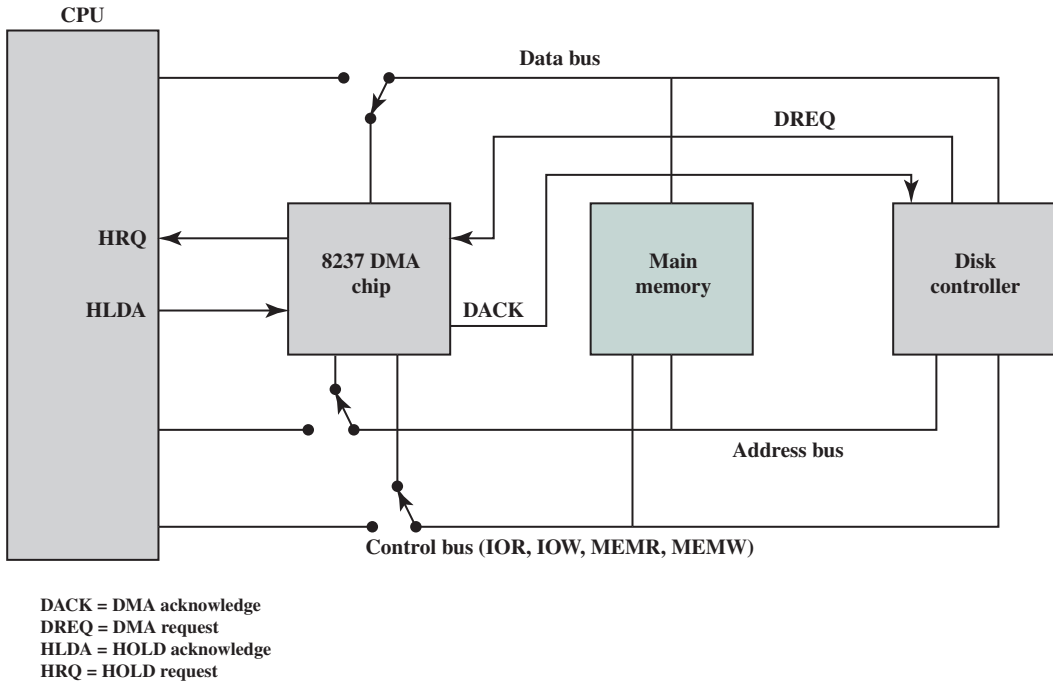 CPU
Data bus
DREQ
HRQ
8237 DMA
chip
Main
memory
Disk
controller
HLDA
DACK
Address bus
Control bus (IOR, IOW, MEMR, MEMW)
DACK = DMA acknowledge
DREQ = DMA request
HLDA = HOLD acknowledge
HRQ = HOLD request